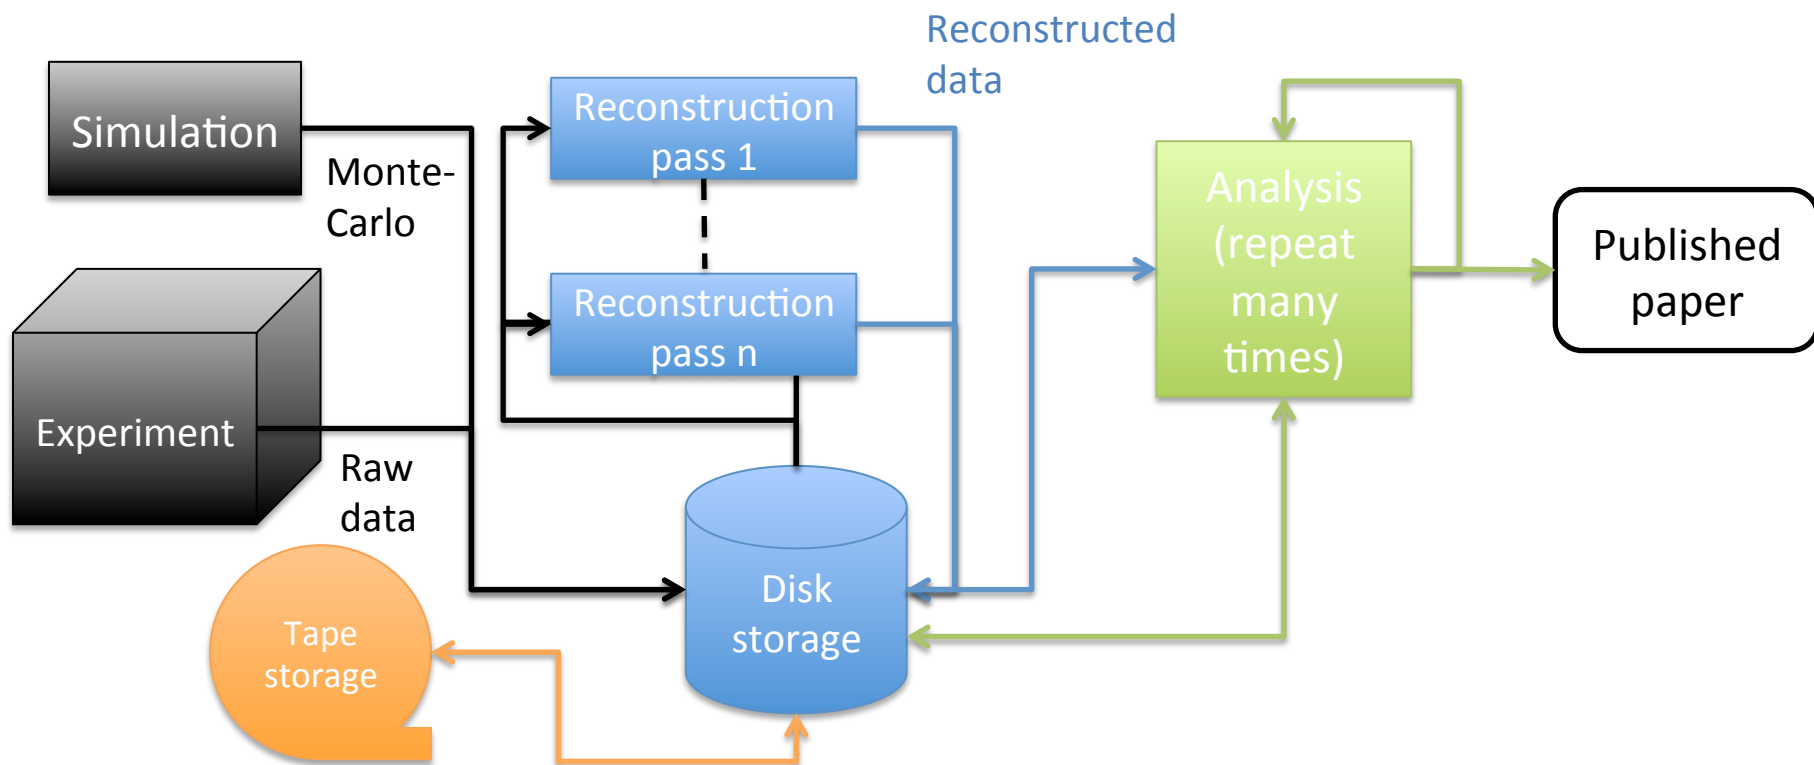 Simulation
Monte-
Carlo
Experiment
Raw
data
Reconstruction
pass 1
Reconstruction
pass n
Reconstructed
data
Disk
storage
Tape
storage
Analysis
(repeat
many
times)
Published
paper